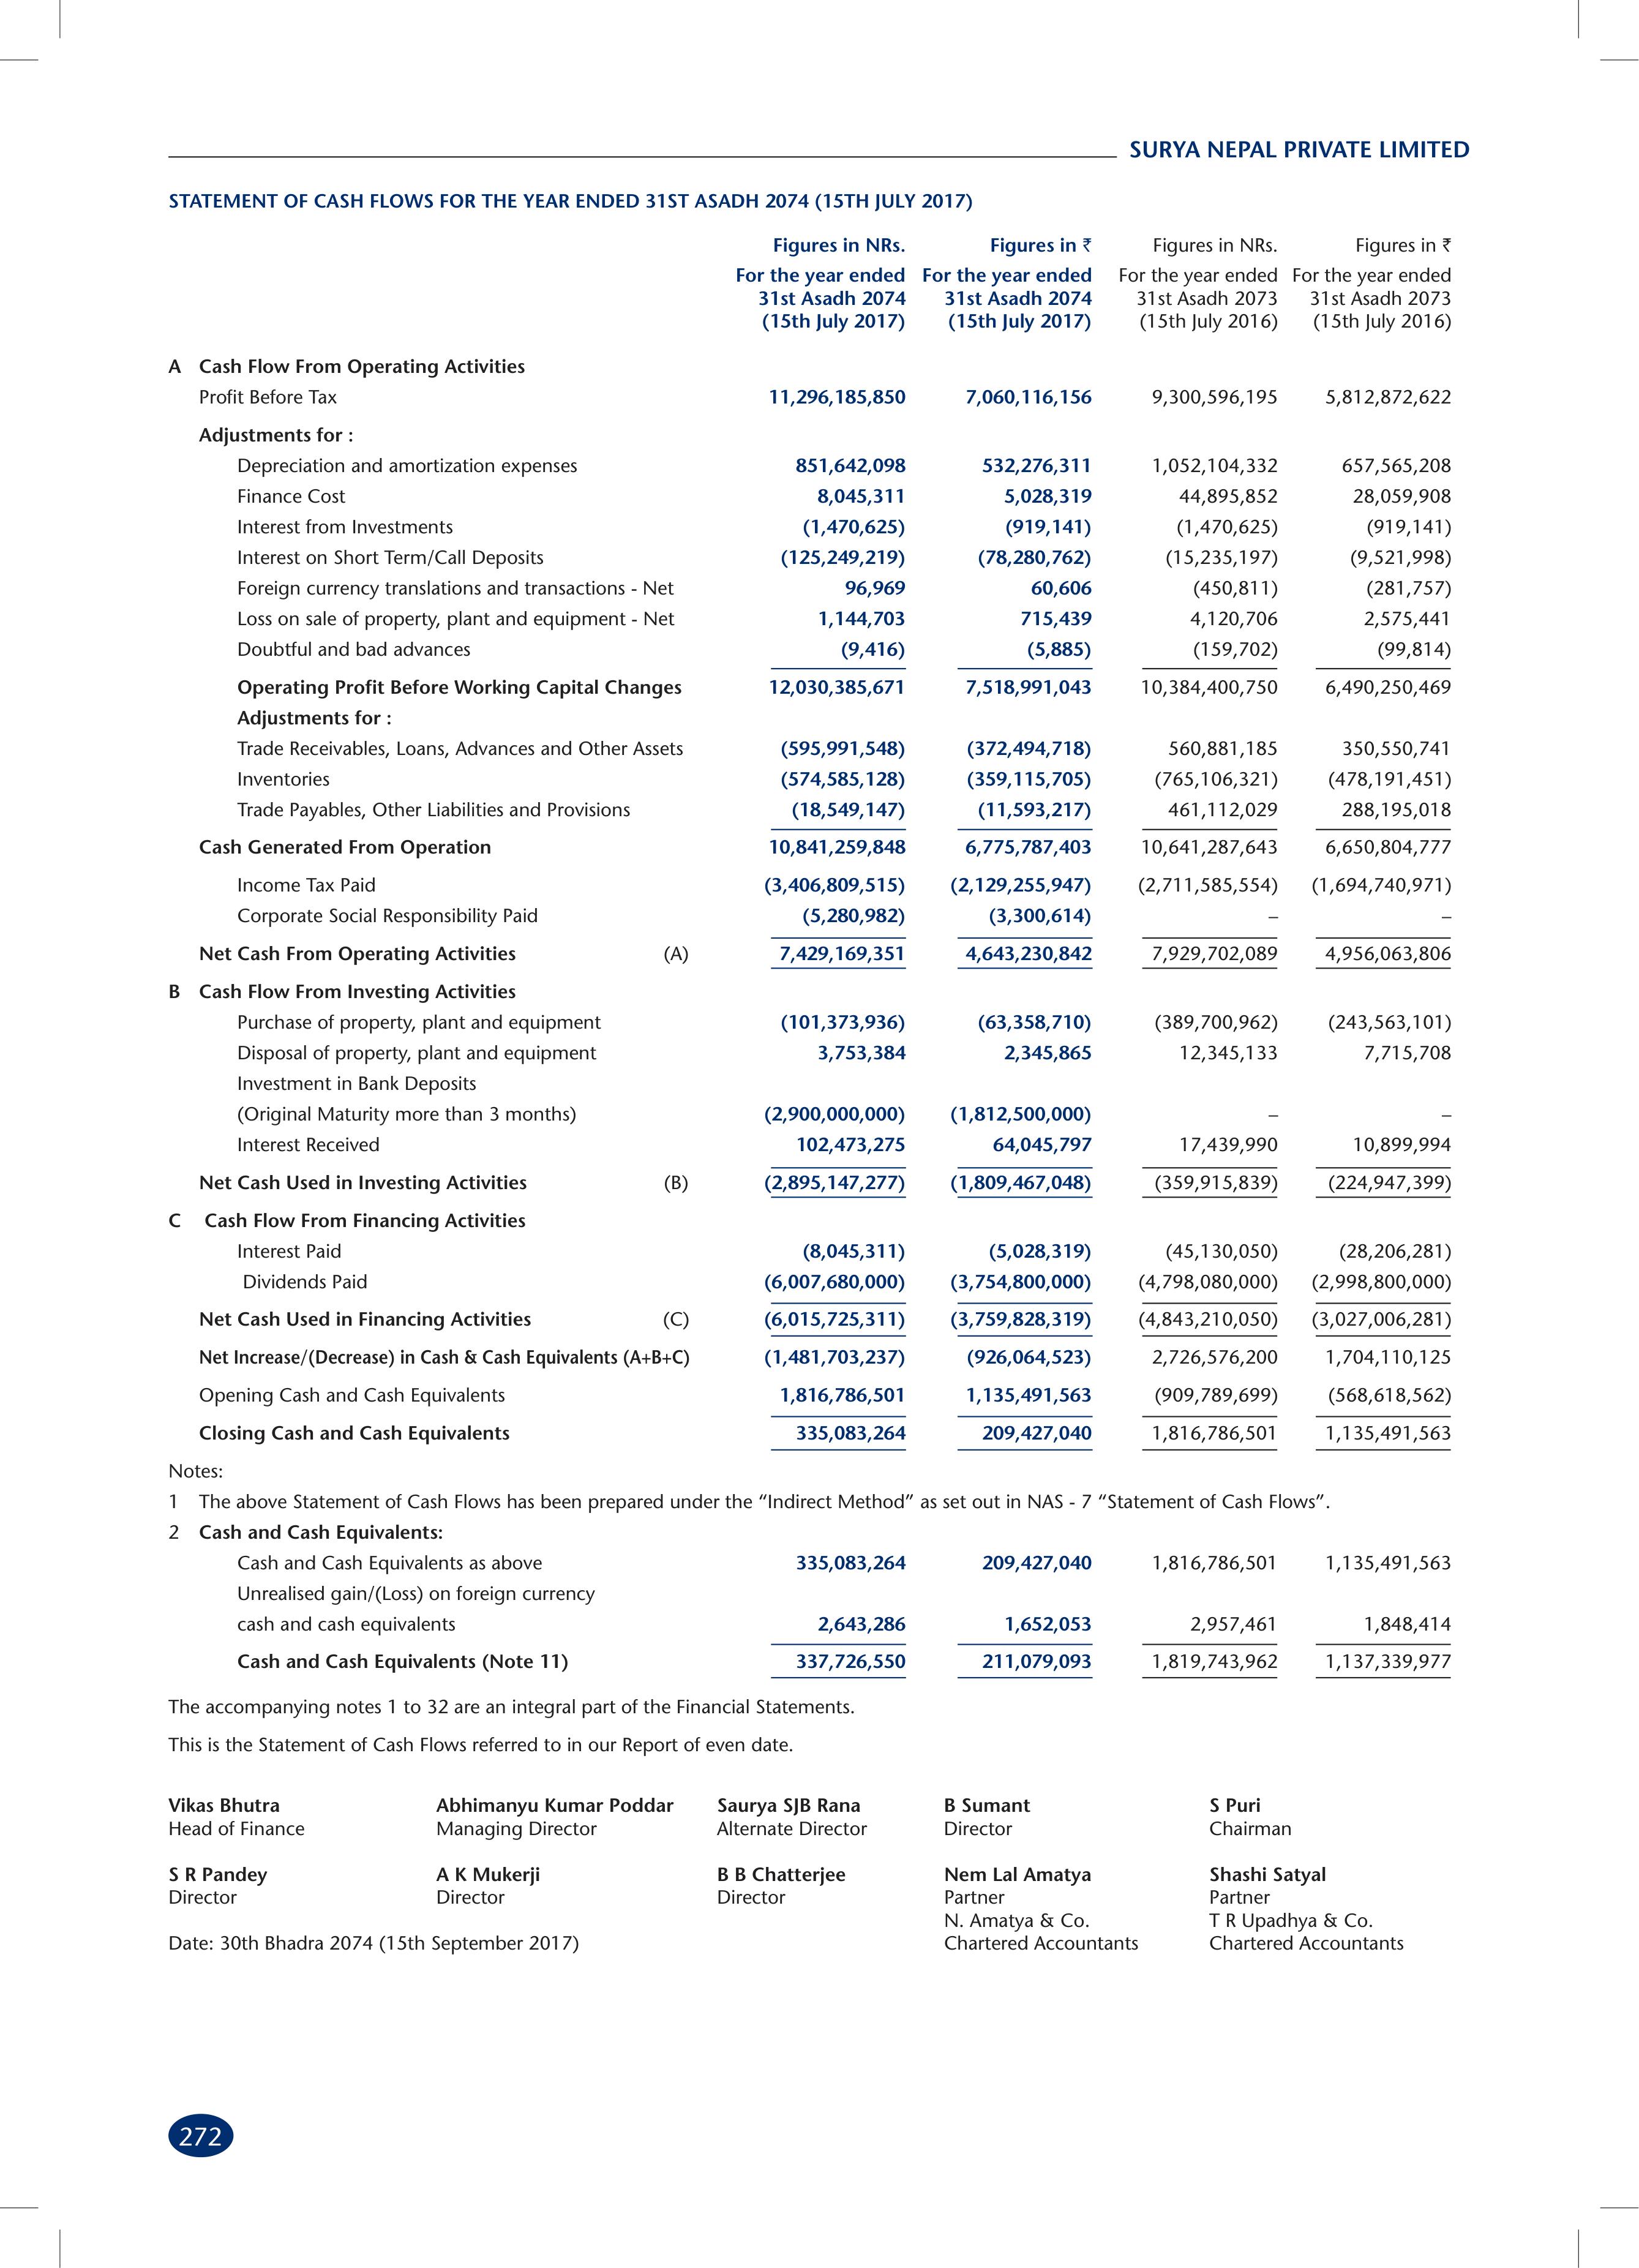 SURYA NEPAL PRIVATE LIMITED
STATEMENT OF CASH FLOWS FOR THE YEAR ENDED 31ST ASADH 2074 (15TH JULY 2017)
Figures in NRs. Figures in ₹ Figures in NRs. Figures in ₹
For the year ended For the year ended For the year ended For the year ended
31st Asadh 2074 31st Asadh 2074 31st Asadh 2073 31st Asadh 2073
(15th July 2017) (15th July 2017) (15th July 2016) (15th July 2016)
A Cash Flow From Operating Activities
Profit Before Tax 11,296,185,850 7,060,116,156 9,300,596,195 5,812,872,622
Adjustments for :
Depreciation and amortization expenses 851,642,098 532,276,311 1,052,104,332 657,565,208
Finance Cost 8,045,311 5,028,319 44,895,852 28,059,908
Interest from Investments (1,470,625) (919,141) (1,470,625) (919,141)
Interest on Short Term/Call Deposits (125,249,219) (78,280,762) (15,235,197) (9,521,998)
Foreign currency translations and transactions - Net 96,969 60,606 (450,811) (281,757)
Loss on sale of property, plant and equipment - Net 1,144,703 715,439 4,120,706 2,575,441
Doubtful and bad advances (9,416) (5,885) (159,702) (99,814)
Operating Profit Before Working Capital Changes 12,030,385,671 7,518,991,043 10,384,400,750 6,490,250,469
Adjustments for :
Trade Receivables, Loans, Advances and Other Assets (595,991,548) (372,494,718) 560,881,185 350,550,741
Inventories (574,585,128) (359,115,705) (765,106,321) (478,191,451)
Trade Payables, Other Liabilities and Provisions (18,549,147) (11,593,217) 461,112,029 288,195,018
Cash Generated From Operation 10,841,259,848 6,775,787,403 10,641,287,643 6,650,804,777
Income Tax Paid (3,406,809,515) (2,129,255,947) (2,711,585,554) (1,694,740,971)
Corporate Social Responsibility Paid (5,280,982) (3,300,614) – –
Net Cash From Operating Activities (A) 7,429,169,351 4,643,230,842 7,929,702,089 4,956,063,806
B Cash Flow From Investing Activities
Purchase of property, plant and equipment (101,373,936) (63,358,710) (389,700,962) (243,563,101)
Disposal of property, plant and equipment 3,753,384 2,345,865 12,345,133 7,715,708
Investment in Bank Deposits
(Original Maturity more than 3 months) (2,900,000,000) (1,812,500,000) – –
Interest Received 102,473,275 64,045,797 17,439,990 10,899,994
Net Cash Used in Investing Activities (B) (2,895,147,277) (1,809,467,048) (359,915,839) (224,947,399)
C Cash Flow From Financing Activities
Interest Paid (8,045,311) (5,028,319) (45,130,050) (28,206,281)
Dividends Paid (6,007,680,000) (3,754,800,000) (4,798,080,000) (2,998,800,000)
Net Cash Used in Financing Activities (C) (6,015,725,311) (3,759,828,319) (4,843,210,050) (3,027,006,281)
Net Increase/(Decrease) in Cash & Cash Equivalents (A+B+C) (1,481,703,237) (926,064,523) 2,726,576,200 1,704,110,125
Opening Cash and Cash Equivalents 1,816,786,501 1,135,491,563 (909,789,699) (568,618,562)
Closing Cash and Cash Equivalents 335,083,264 209,427,040 1,816,786,501 1,135,491,563
Notes:
1 The above Statement of Cash Flows has been prepared under the “Indirect Method” as set out in NAS - 7 “Statement of Cash Flows”.
2 Cash and Cash Equivalents:
Cash and Cash Equivalents as above 335,083,264 209,427,040 1,816,786,501 1,135,491,563
Unrealised gain/(Loss) on foreign currency
cash and cash equivalents 2,643,286 1,652,053 2,957,461 1,848,414
Cash and Cash Equivalents (Note 11) 337,726,550 211,079,093 1,819,743,962 1,137,339,977
The accompanying notes 1 to 32 are an integral part of the Financial Statements.
This is the Statement of Cash Flows referred to in our Report of even date.
Vikas Bhutra Abhimanyu Kumar Poddar Saurya SJB Rana B Sumant S Puri
Head of Finance Managing Director Alternate Director Director Chairman
S R Pandey A K Mukerji B B Chatterjee Nem Lal Amatya Shashi Satyal
Director Director Director Partner Partner
N. Amatya & Co. T R Upadhya & Co.
Date: 30th Bhadra 2074 (15th September 2017) Chartered Accountants Chartered Accountants
272